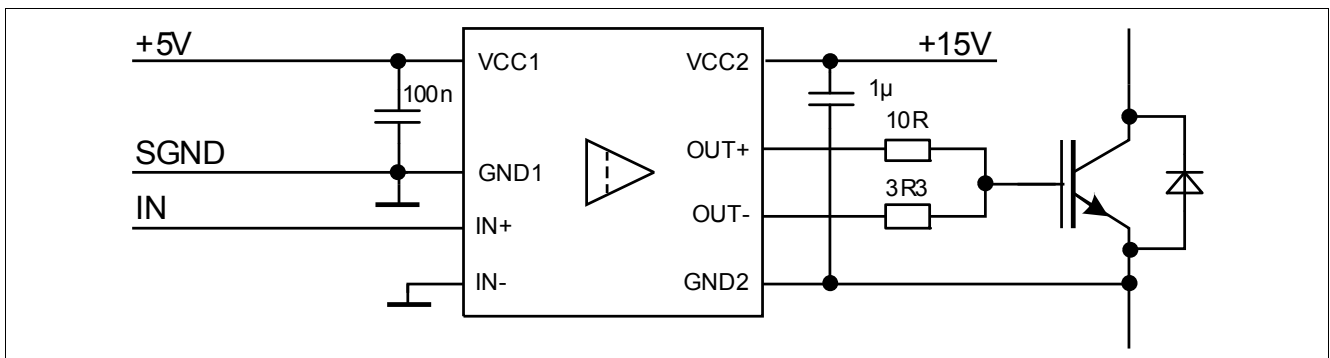 +5V
VCC1
VCC2
+15V
100n
1µ
10R
SGND
GND1
OUT+
3R3
IN
IN+
OUT-
IN-
GND2